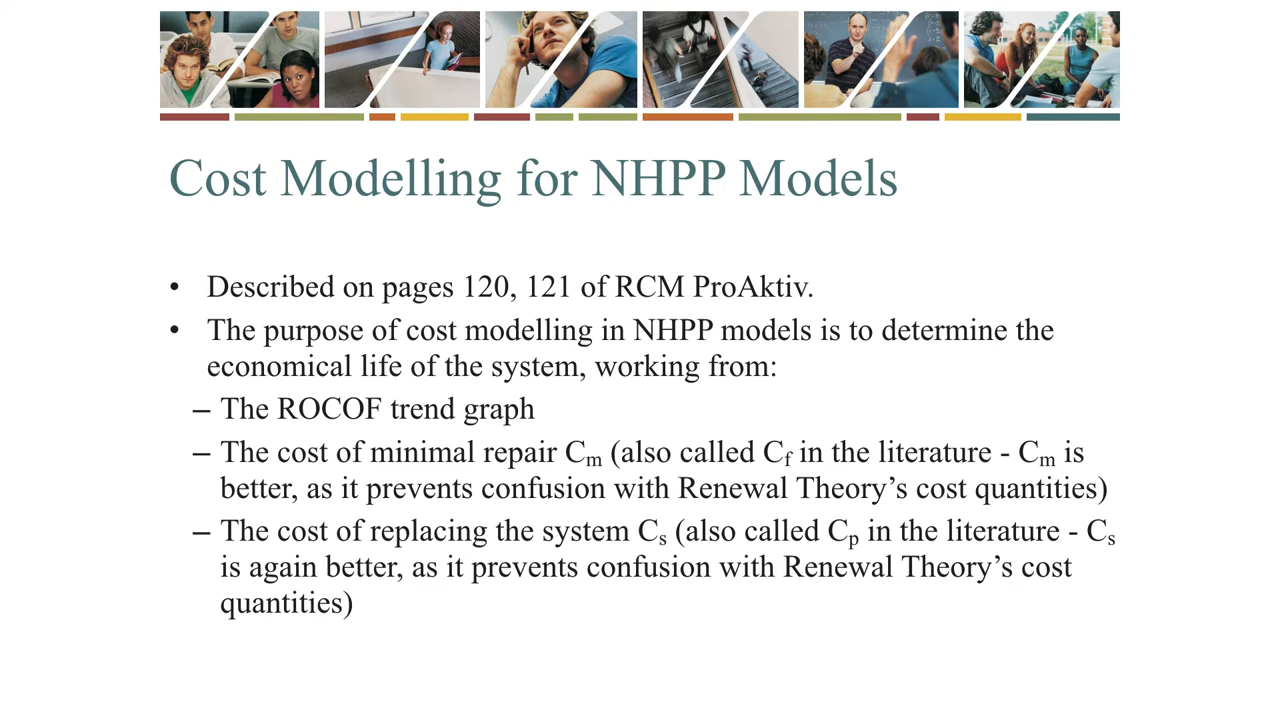 Cost Modelling for NHPP Models
• Described on pages 120, 121 of RCM ProAktiv.
• The purpose of cost modelling in NHPP models is to determine the
economical life of the system, working from:
– The ROCOF trend graph
– The cost of minimal repair Cm (also called Cf in the literature - Cm is
better, as it prevents confusion with Renewal Theory’s cost quantities)
– The cost of replacing the system Cs (also called Cp in the literature - Cs
is again better, as it prevents confusion with Renewal Theory’s cost
quantities)